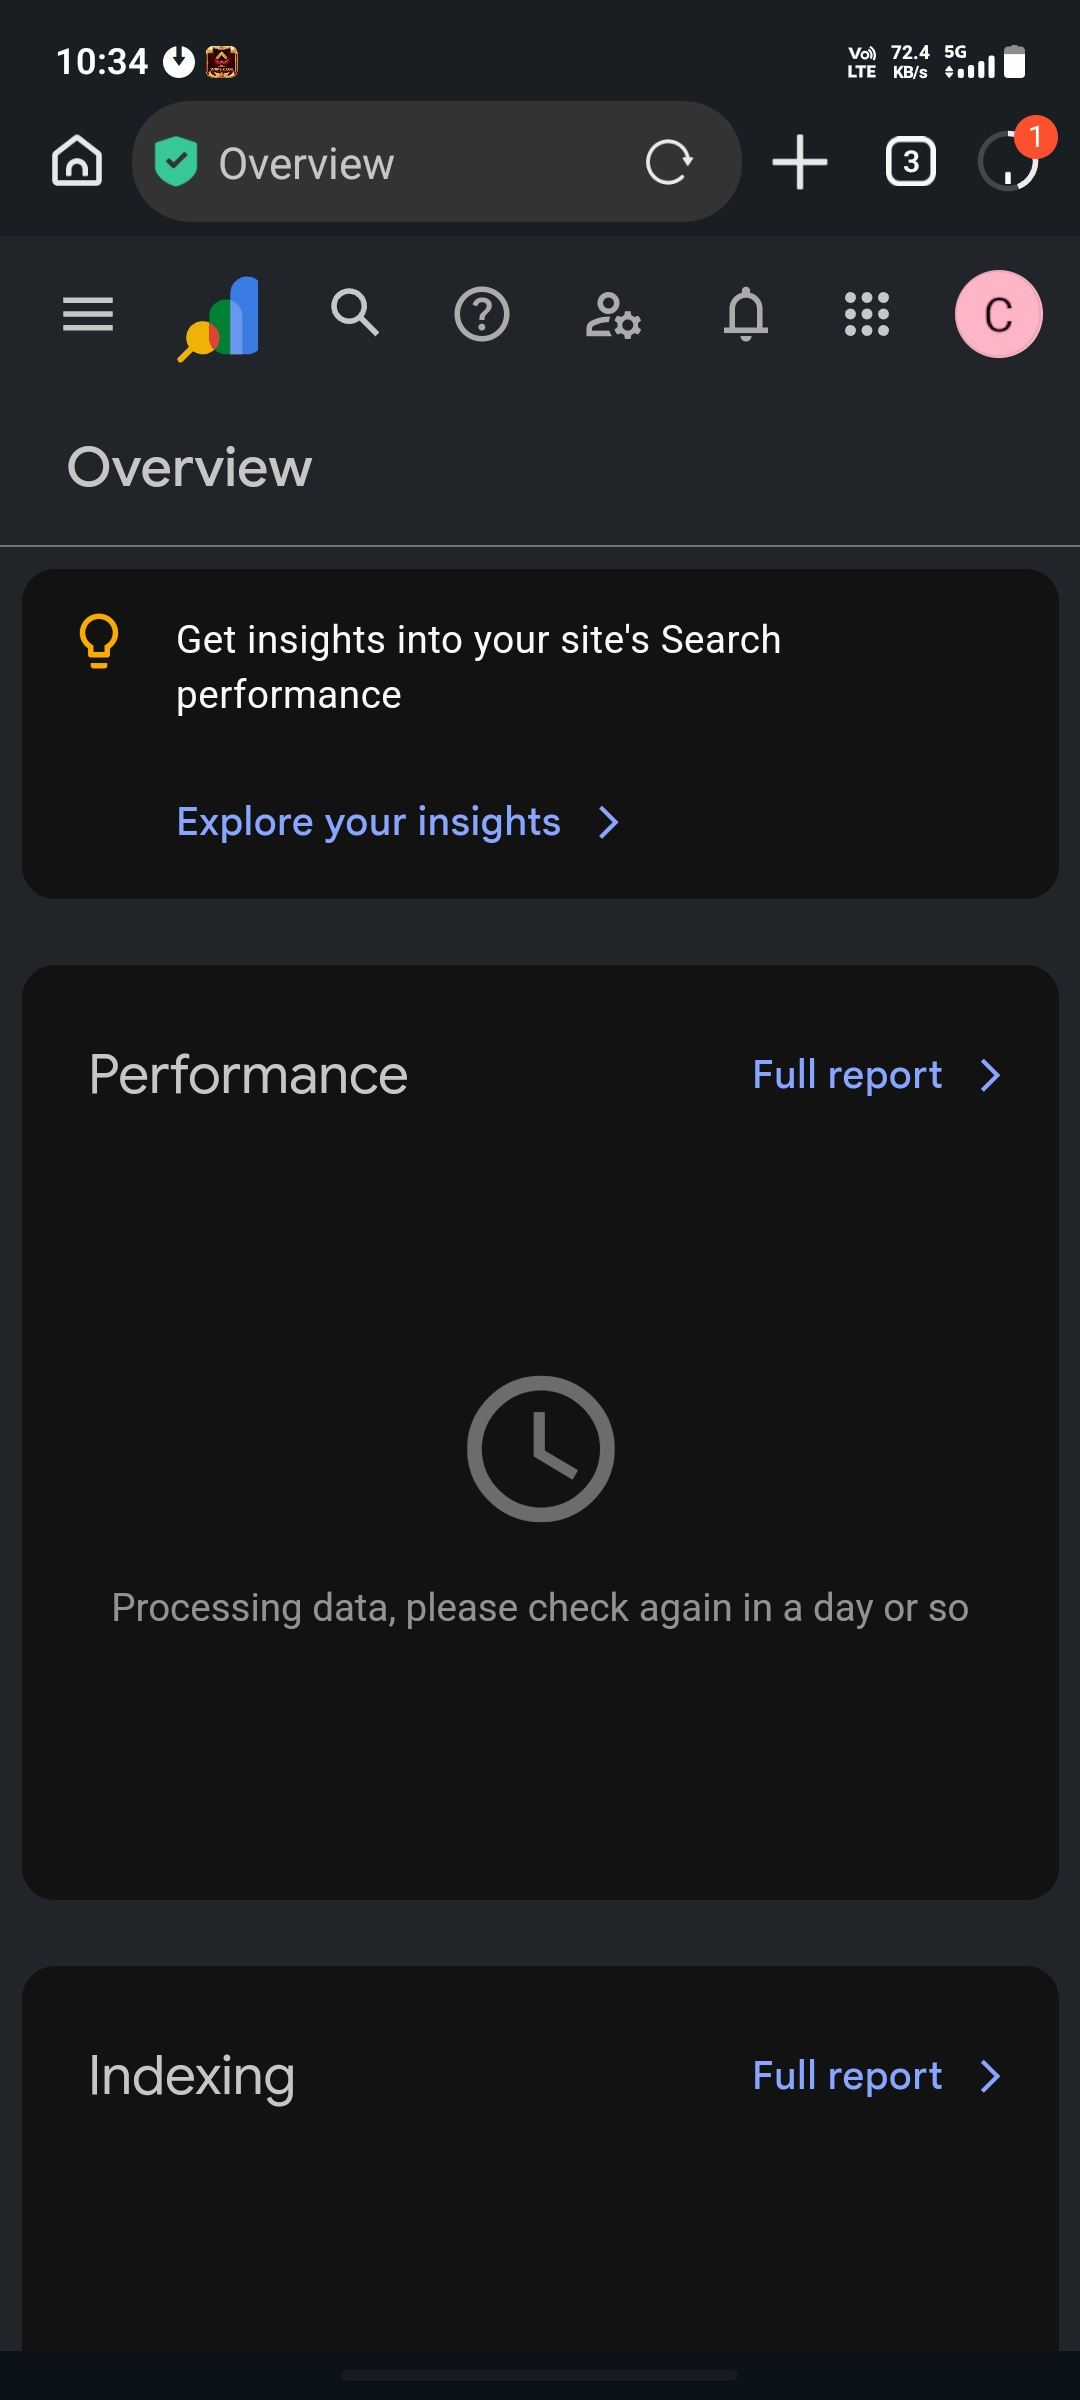 10:34
Vo)) LTE 72.4 KB/s 5G
Overview
3
1
C
Overview
Get insights into your site's Search
performance
Explore your insights
Performance
Full report
Processing data, please check again in a day or so
Indexing
Full report